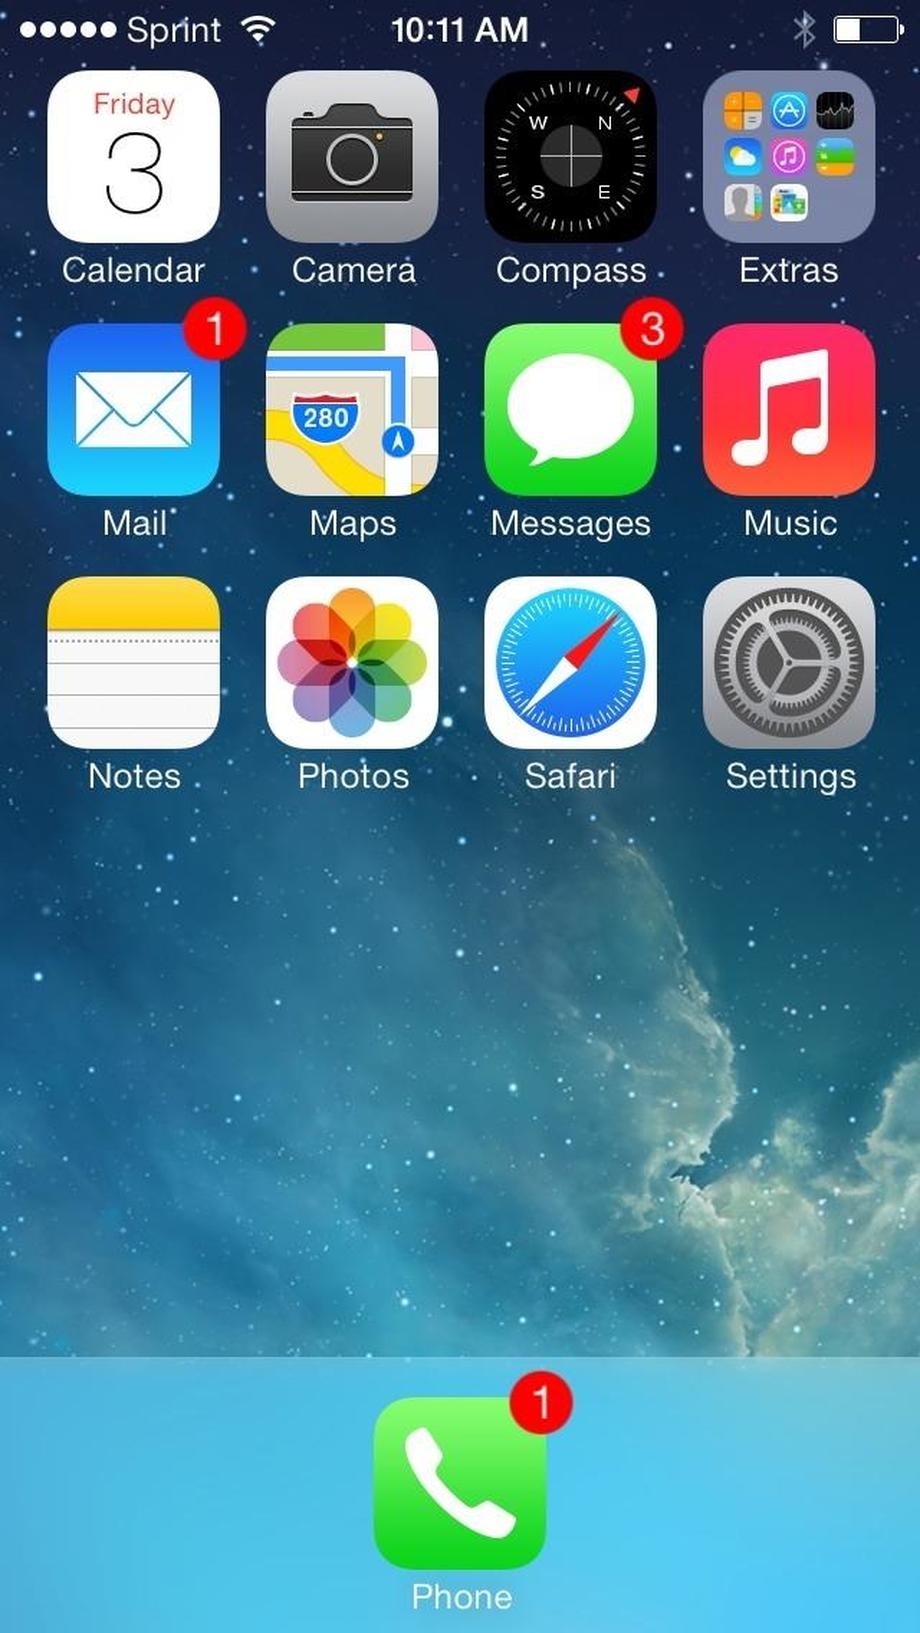 Sprint 10:11 AM
Friday
3
W N
S E
Calendar Camera Compass Extras
1 3
280
Mail Maps Messages Music
Notes Photos Safari Settings
1
Phone